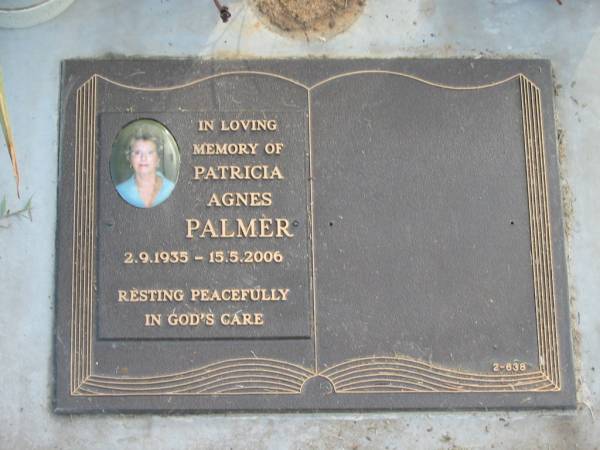 IN LOVING
MEMORY OF
PATRICIA
AGNES
PALMER
2.9.1935 – 15.5.2006
RESTING PEACEFULLY
IN GOD'S CARE
2-638